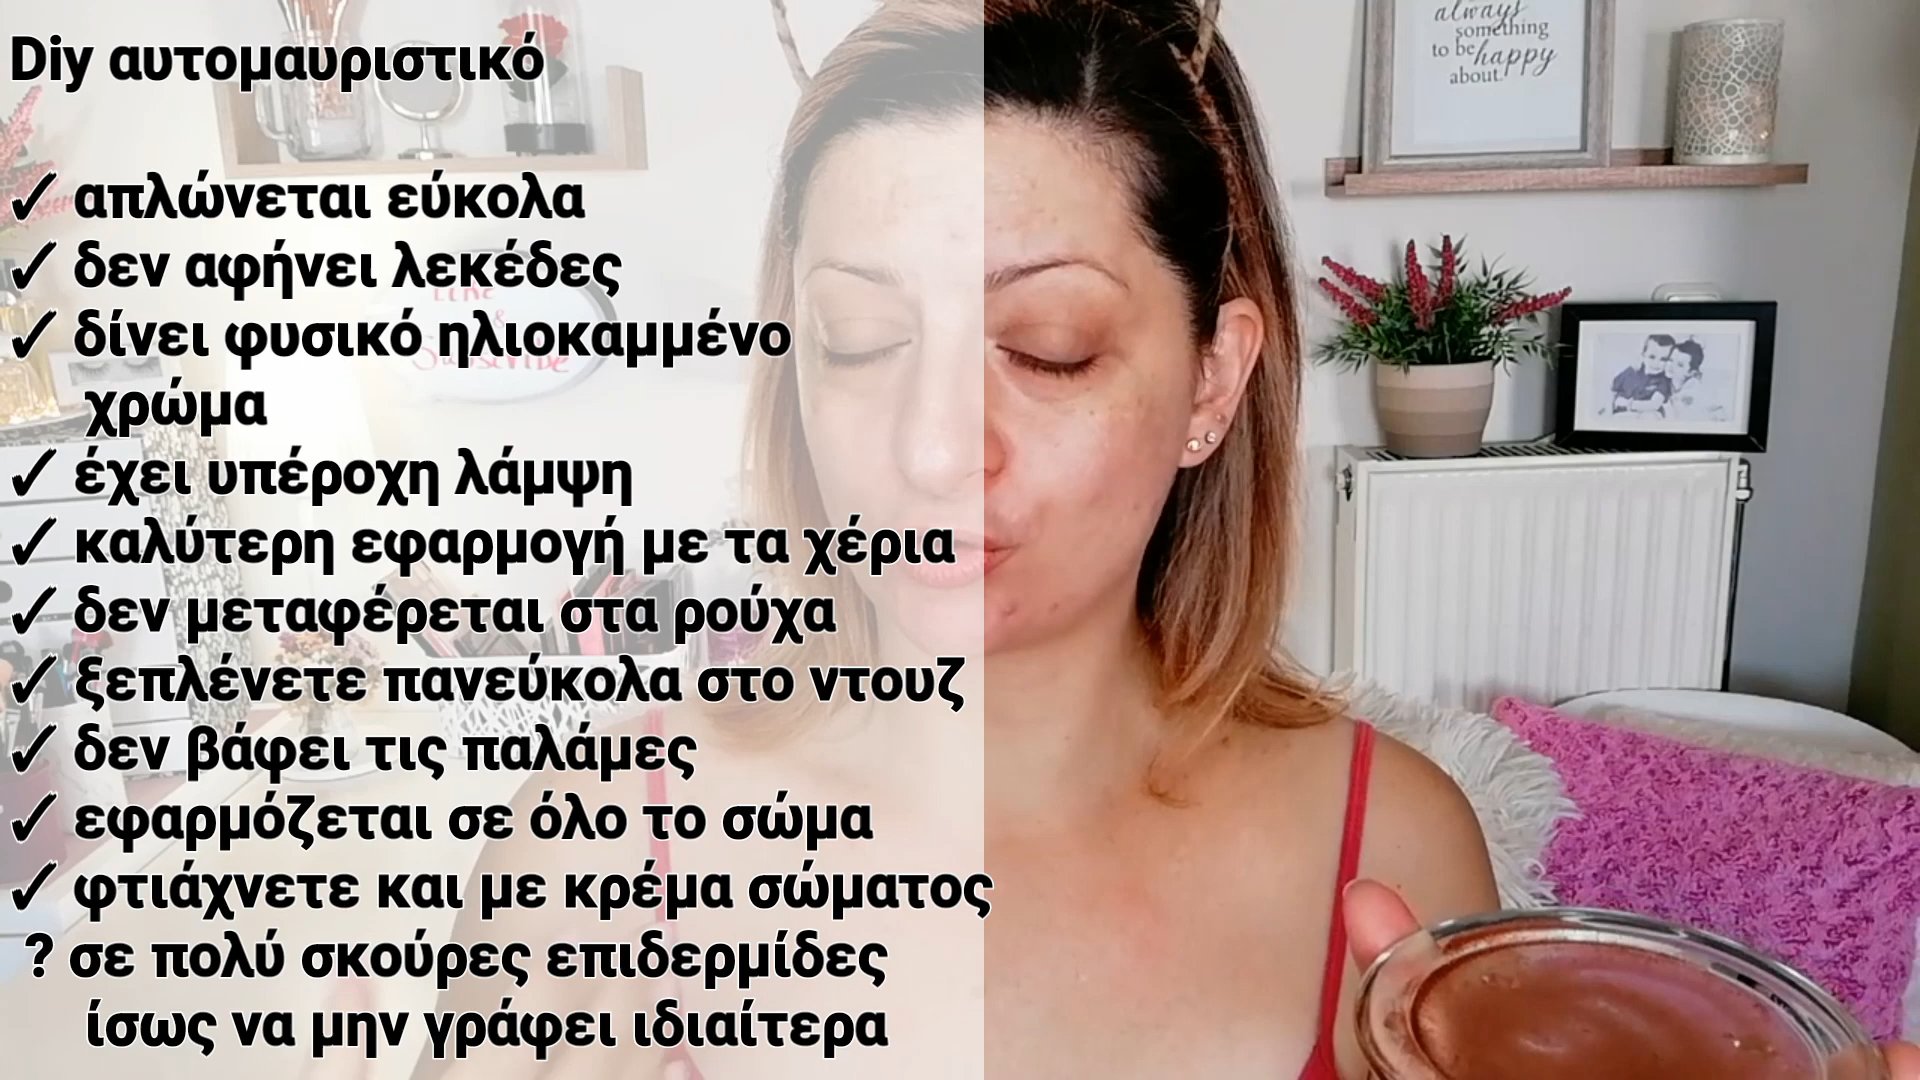 Diy αυτομαυριστικό
✓ απλώνεται εύκολα
✓ δεν αφήνει λεκέδες
✓ δίνει φυσικό ηλιοκαμμένο
χρώμα
✓ έχει υπέροχη λάμψη
✓ καλύτερη εφαρμογή με τα χέρια
✓ δεν μεταφέρεται στα ρούχα
✓ ξεπλένετε πανεύκολα στο ντουζ
✓ δεν βάφει τις παλάμες
✓ εφαρμόζεται σε όλο το σώμα
✓ φτιάχνετε και με κρέμα σώματος
? σε πολύ σκούρες επιδερμίδες
ίσως να μην γράφει ιδιαίτερα
Like
&
Subscribe
always
something
to be happy
about.